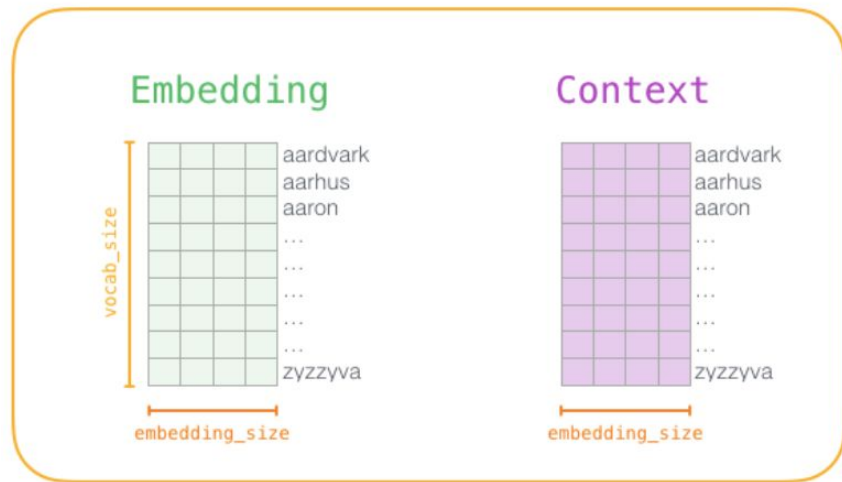 Embedding
Context
vocab_size
aardvark
aarhus
aaron
...
...
...
...
...
zyzzyva
embedding_size
aardvark
aarhus
aaron
...
...
...
...
...
zyzzyva
embedding_size